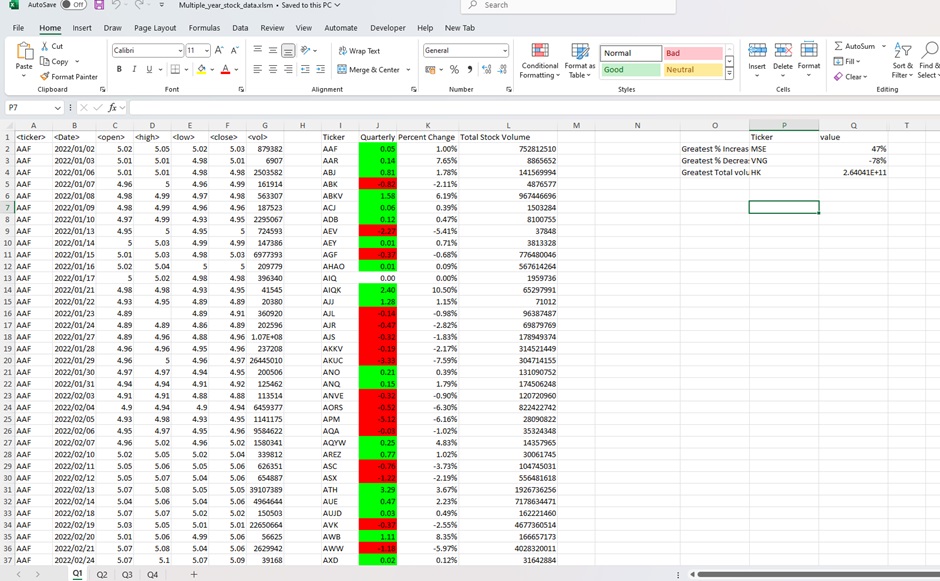 AutoSave Off Multiple_year_stock_data.xlsm • Saved to this PC Search
File Home Insert Draw Page Layout Formulas Data Review View Automate Developer Help New Tab
Paste Cut Copy Format Painter Calibri 11 Wrap Text Merge & Center General Conditional Formatting Format as Table Normal Bad Good Neutral Insert Delete Format AutoSum Fill Clear Sort & Filter Find & Select
Clipboard Font Alignment Number Styles Cells Editing
P7 fx
A B C D E F G H I J K L M N O P Q T
1 <ticker> <Date> <open> <high> <low> <close> <vol> Ticker Quarterly Percent Change Total Stock Volume Ticker value
2 AAF 2022/01/02 5.02 5.05 5.02 5.03 879382 AAF 0.05 1.00% 752812510 Greatest % Increas MSE 47%
3 AAF 2022/01/03 5.01 5.01 4.98 5.01 6907 AAR 0.14 7.65% 8865652 Greatest % Decrea VNG -78%
4 AAF 2022/01/06 5.01 5.01 4.98 4.98 2503582 ABJ 0.81 1.78% 141569994 Greatest Total volu HK 2.64041E+11
5 AAF 2022/01/07 4.96 5 4.96 4.99 161914 ABK -2.11% 4876577
6 AAF 2022/01/08 4.98 4.99 4.97 4.98 563307 ABKV 1.58 6.19% 967446696
7 AAF 2022/01/09 4.98 4.99 4.96 4.96 187523 ACJ 0.06 0.39% 1503284
8 AAF 2022/01/10 4.97 4.99 4.93 4.95 2295067 ADB 0.12 0.47% 8100755
9 AAF 2022/01/13 4.95 5 4.95 5 724593 AEV -2.27 -5.41% 37848
10 AAF 2022/01/14 5 5.03 4.99 4.99 147386 AEY 0.01 0.71% 3813328
11 AAF 2022/01/15 5.01 5.03 4.98 5.03 6977393 AGF -0.68% 776480046
12 AAF 2022/01/16 5.02 5.04 5 5 209779 AHAO 0.01 0.09% 567614264
13 AAF 2022/01/17 5 5.02 4.98 4.98 396340 AIQ 0.00 0.00% 1959736
14 AAF 2022/01/21 4.98 4.98 4.93 4.95 41545 AIQK 2.40 10.50% 65297991
15 AAF 2022/01/22 4.93 4.95 4.89 4.89 20380 AJJ 1.28 1.15% 71012
16 AAF 2022/01/23 4.89 4.89 4.91 360920 AJL -0.14 -0.98% 96387487
17 AAF 2022/01/24 4.89 4.89 4.86 4.89 202596 AJR -0.47 -2.82% 69879769
18 AAF 2022/01/27 4.89 4.96 4.88 4.96 1.07E+08 AJS -1.83% 178949374
19 AAF 2022/01/28 4.96 4.96 4.95 4.96 237208 AKKV -2.17% 314521449
20 AAF 2022/01/29 4.96 5 4.96 4.97 26445010 AKUC -3.33 -7.59% 304714155
21 AAF 2022/01/30 4.97 4.97 4.94 4.95 200506 ANO 0.21 0.39% 131090752
22 AAF 2022/01/31 4.94 4.94 4.91 4.92 125462 ANQ 0.15 1.79% 174506248
23 AAF 2022/02/03 4.91 4.91 4.88 4.88 113514 ANVE -0.90% 120720960
24 AAF 2022/02/04 4.9 4.94 4.9 4.94 6459377 AORS -6.30% 822422742
25 AAF 2022/02/05 4.93 4.98 4.93 4.95 1141175 APM -5.12 -6.16% 28090822
26 AAF 2022/02/06 4.95 4.97 4.95 4.96 9584622 AQA -0.03 -1.02% 35324348
27 AAF 2022/02/07 4.96 5.02 4.96 5.02 1580341 AQYW 0.25 4.83% 14357965
28 AAF 2022/02/10 5.02 5.05 5.02 5.04 339812 AREZ 0.77 1.02% 30061745
29 AAF 2022/02/11 5.05 5.06 5.05 5.06 626351 ASC -0.76 -3.73% 104745031
30 AAF 2022/02/12 5.05 5.07 5.04 5.06 654887 ASX -2.19% 556481618
31 AAF 2022/02/13 5.07 5.08 5.05 5.05 39107389 ATH 3.29 3.67% 1926736256
32 AAF 2022/02/14 5.04 5.06 5.04 5.06 4964644 AUE 0.47 2.23% 7178634471
33 AAF 2022/02/18 5.07 5.07 5.02 5.02 150503 AUJD 0.03 0.49% 162221460
34 AAF 2022/02/19 5.03 5.05 5.01 5.01 22650664 AVK -2.55% 4677360514
35 AAF 2022/02/20 5.01 5.06 4.99 5.06 56625 AWB 1.11 8.35% 166657173
36 AAF 2022/02/21 5.07 5.08 5.04 5.06 2629942 AWW -5.97% 4028320011
37 AAF 2022/02/24 5.07 5.1 5.07 5.09 39168 AXD 0.02 0.12% 31642884
Q1 Q2 Q3 Q4 +